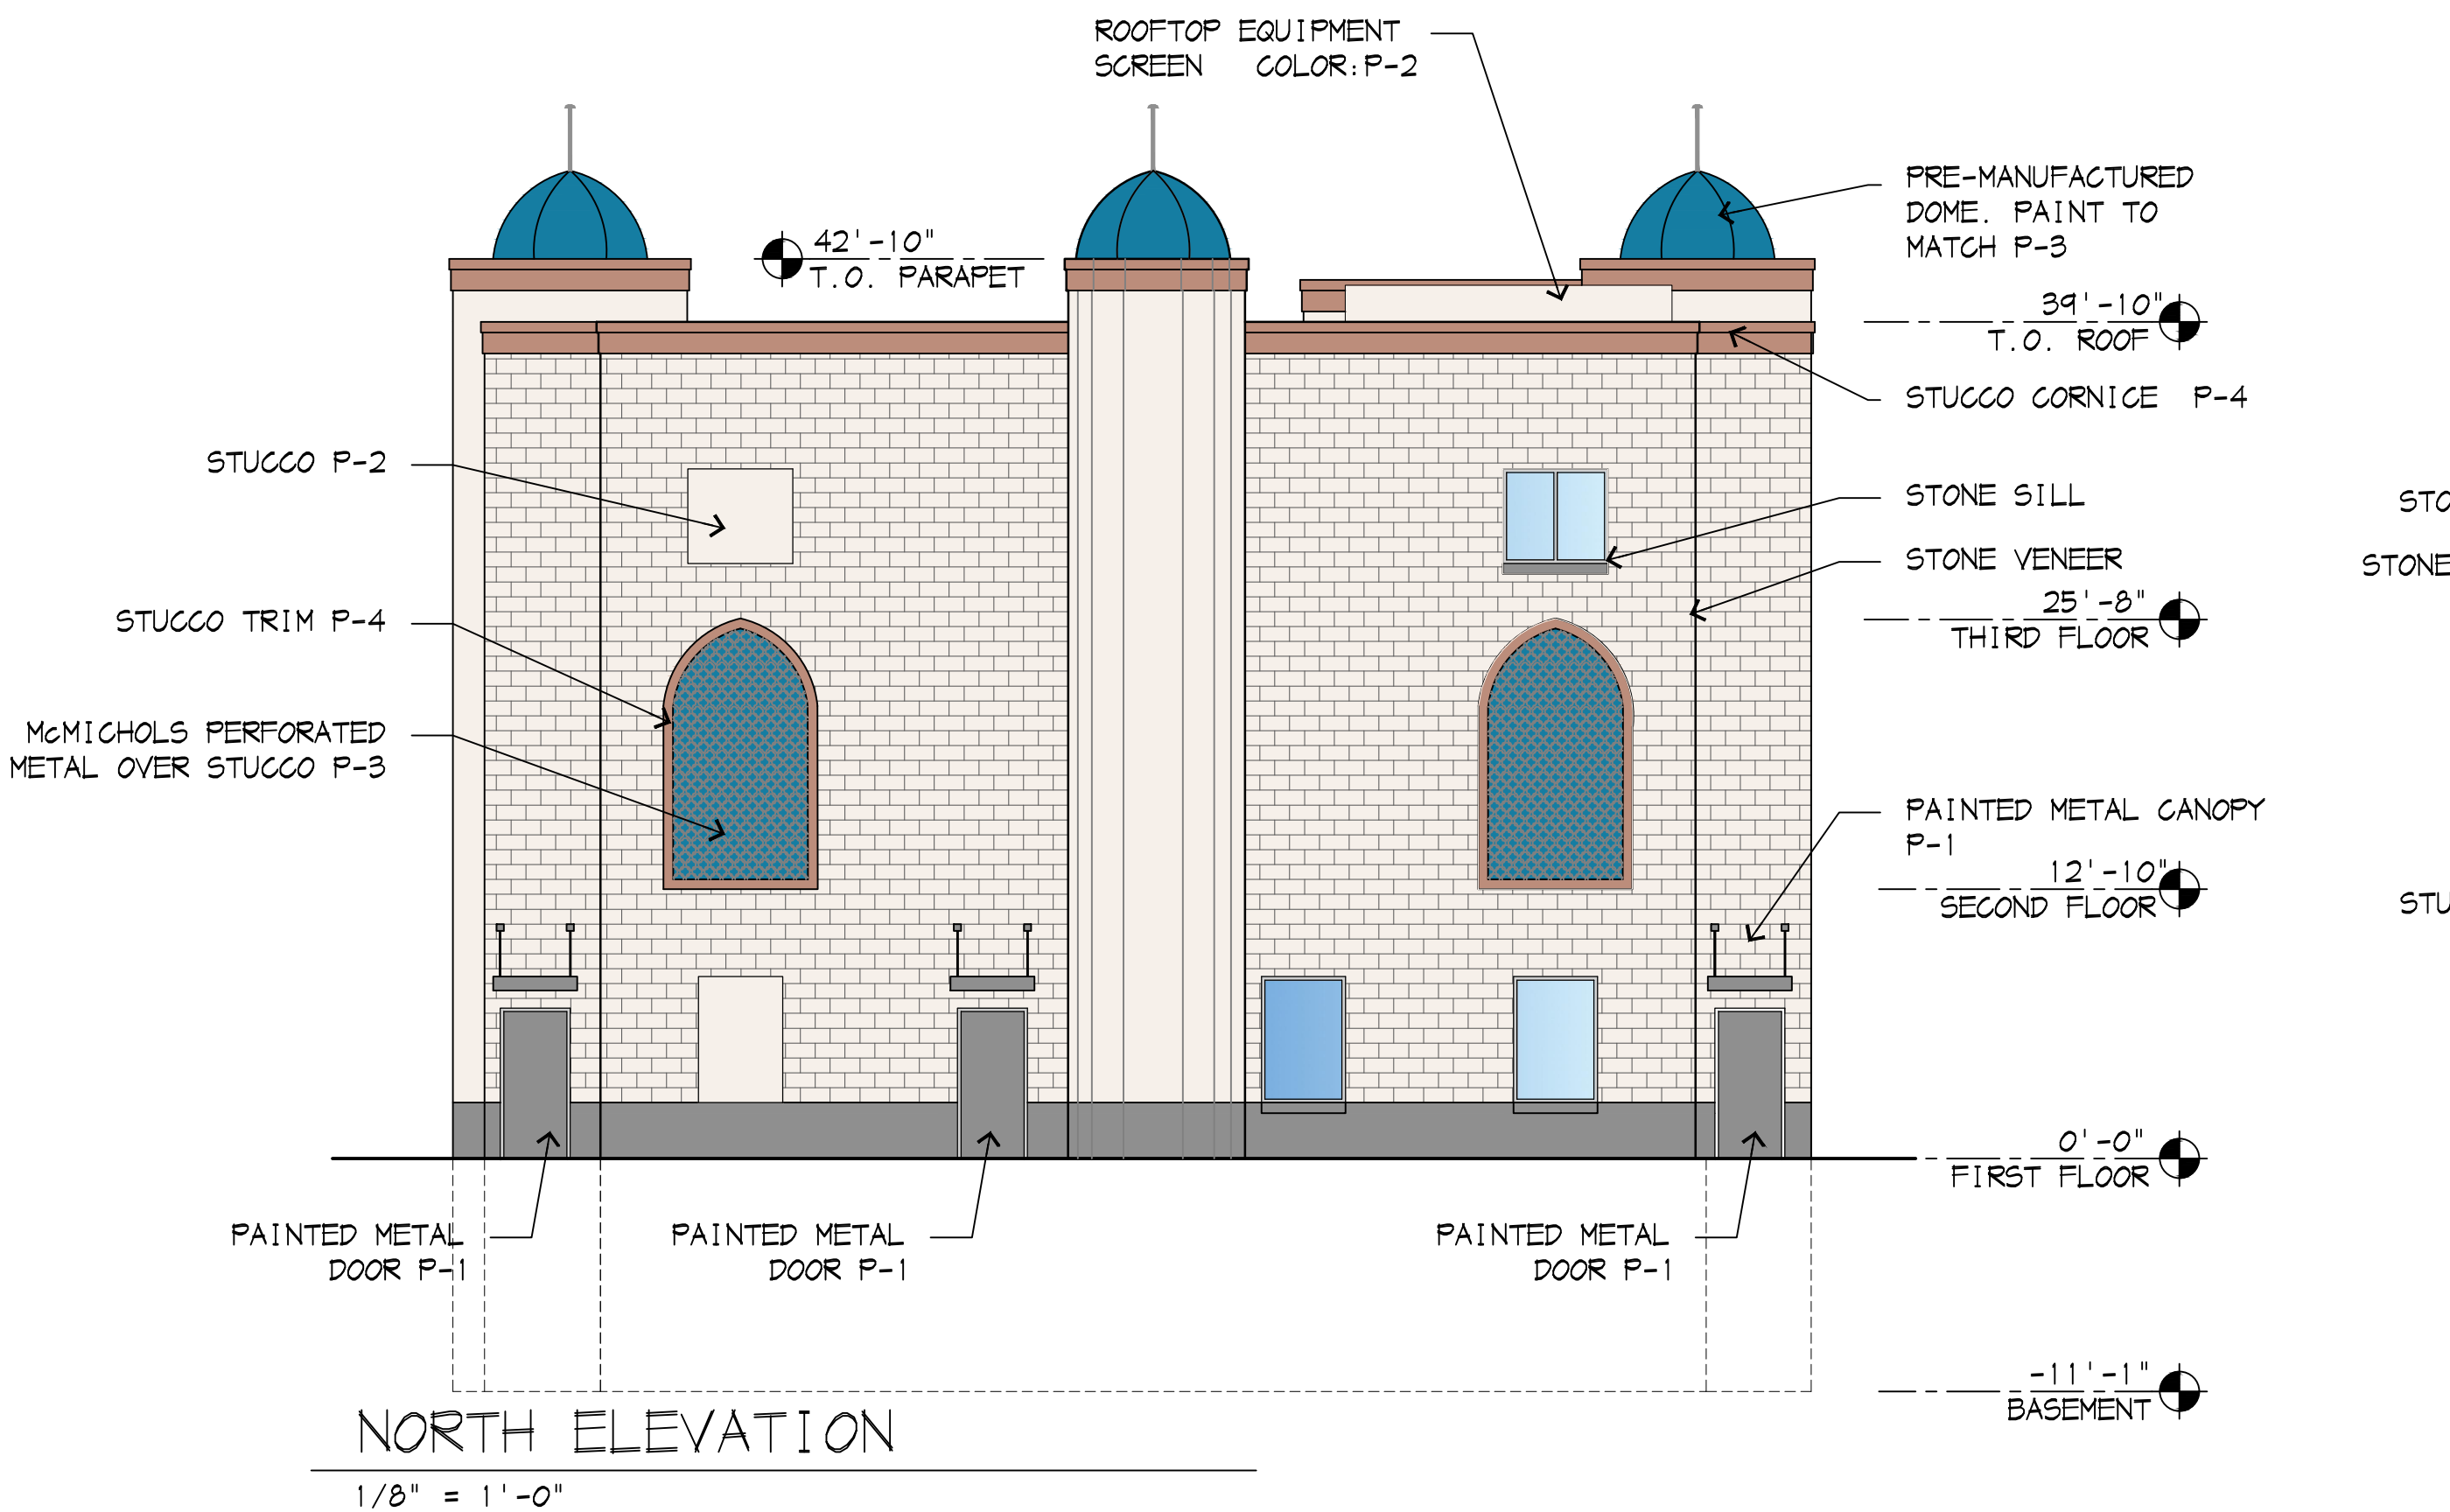 ROOFTOP EQUIPMENT
SCREEN COLOR:P-2
PRE-MANUFACTURED
DOME. PAINT TO
MATCH P-3
42'-10"
T.O. PARAPET
39'-10"
T.O. ROOF
STUCCO CORNICE P-4
STUCCO P-2
STONE SILL
STO
STONE VENEER
STONE
25'-8"
THIRD FLOOR
STUCCO TRIM P-4
McMICHOLS PERFORATED
METAL OVER STUCCO P-3
PAINTED METAL CANOPY
P-1
12'-10"
SECOND FLOOR
STU
0'-0"
FIRST FLOOR
PAINTED METAL
DOOR P-1
PAINTED METAL
DOOR P-1
PAINTED METAL
DOOR P-1
-11'-1"
BASEMENT
NORTH ELEVATION
1/8" = 1'-0"